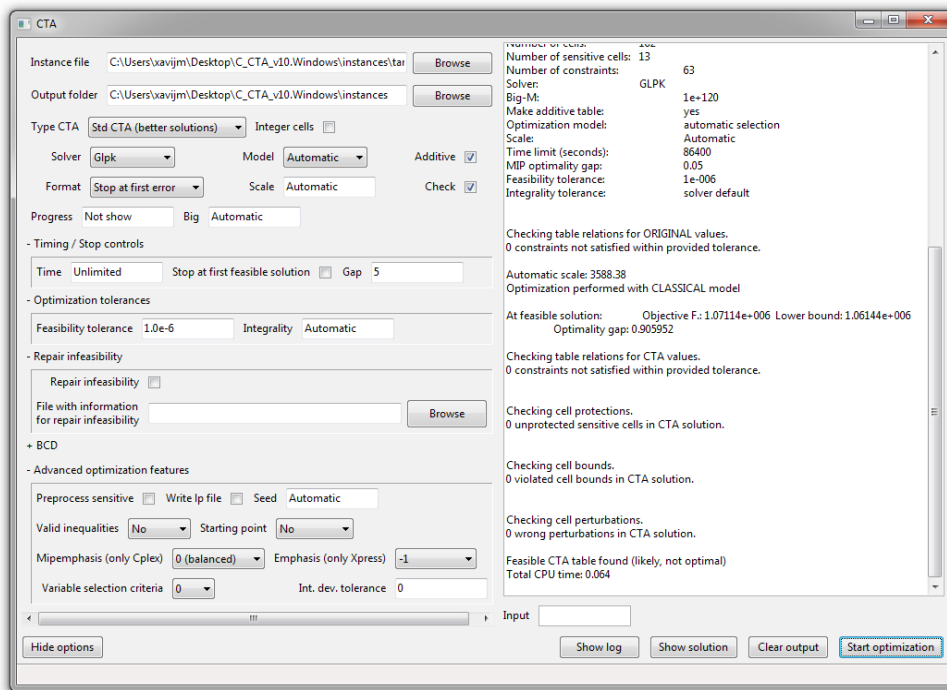 CTA
Instance file C:\Users\xavijm\Desktop\C_CTA_v10.Windows\instances\tar Browse
Output folder C:\Users\xavijm\Desktop\C_CTA_v10.Windows\instances Browse
Type CTA Std CTA (better solutions) Integer cells
Solver Glpk Model Automatic Additive
Format Stop at first error Scale Automatic Check
Progress Not show Big Automatic
- Timing / Stop controls
Time Unlimited Stop at first feasible solution Gap 5
- Optimization tolerances
Feasibility tolerance 1.0e-6 Integrality Automatic
- Repair infeasibility
Repair infeasibility
File with information
for repair infeasibility Browse
+ BCD
- Advanced optimization features
Preprocess sensitive Write lp file Seed Automatic
Valid inequalities No Starting point No
Mipemphasis (only Cplex) 0 (balanced) Emphasis (only Xpress) -1
Variable selection criteria 0 Int. dev. tolerance 0
Hide options
Number of cells: 162
Number of sensitive cells: 13
Number of constraints: 63
Solver: GLPK
Big-M: 1e+120
Make additive table: yes
Optimization model: automatic selection
Scale: Automatic
Time limit (seconds): 86400
MIP optimality gap: 0.05
Feasibility tolerance: 1e-006
Integrality tolerance: solver default
Checking table relations for ORIGINAL values.
0 constraints not satisfied within provided tolerance.
Automatic scale: 3588.38
Optimization performed with CLASSICAL model
At feasible solution: Objective F.: 1.07114e+006 Lower bound: 1.06144e+006
Optimality gap: 0.905952
Checking table relations for CTA values.
0 constraints not satisfied within provided tolerance.
Checking cell protections.
0 unprotected sensitive cells in CTA solution.
Checking cell bounds.
0 violated cell bounds in CTA solution.
Checking cell perturbations.
0 wrong perturbations in CTA solution.
Feasible CTA table found (likely, not optimal)
Total CPU time: 0.064
Input
Show log Show solution Clear output Start optimization